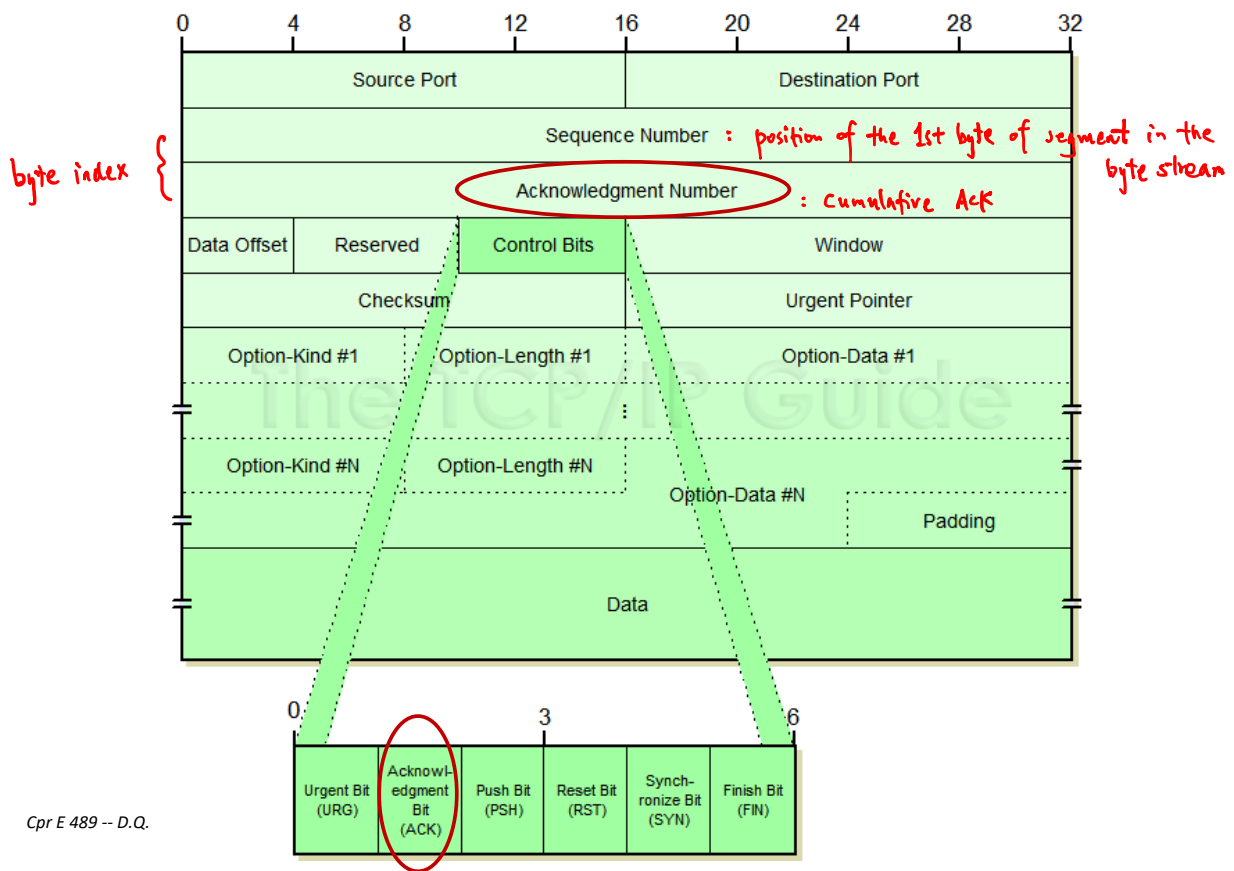 0 4 8 12 16 20 24 28 32
Source Port Destination Port
Sequence Number : position of the 1st byte of segment in the
byte stream
byte index {
Acknowledgment Number : Cumulative Ack
Data Offset Reserved Control Bits Window
Checksum Urgent Pointer
Option-Kind #1 Option-Length #1 Option-Data #1
The TCP/IP Guide
⋮
Option-Kind #N Option-Length #N
Option-Data #N
Padding
Data
0 3 6
Urgent Bit
(URG)
Acknowl-
edgment
Bit
(ACK)
Push Bit
(PSH)
Reset Bit
(RST)
Synch-
ronize Bit
(SYN)
Finish Bit
(FIN)
Cpr E 489 -- D.Q.